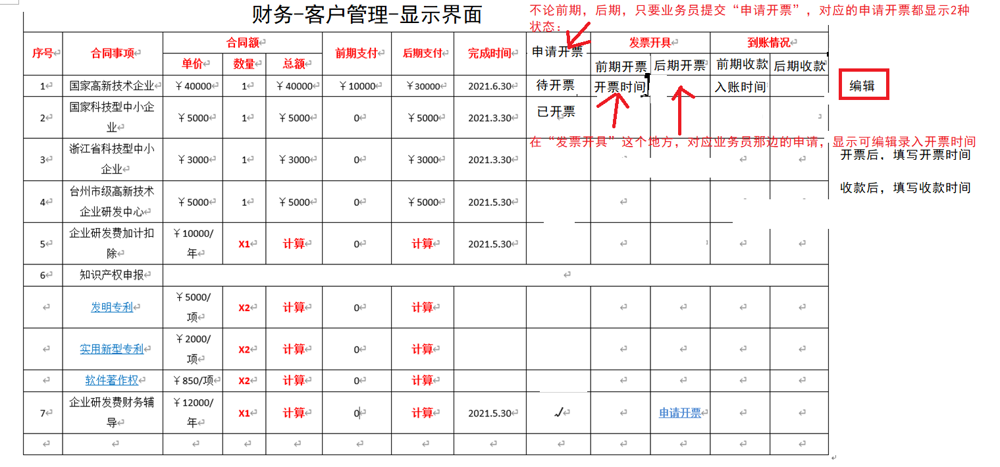 财务-客户管理-显示界面
不论前期，后期，只要业务员提交“申请开票”，对应的申请开票都显示2种
状态：
序号 合同事项 合同额 前期支付 后期支付 完成时间 申请开票 发票开具 到账情况
单价 数量 总额 前期开票 后期开票 前期收款 后期收款
1 国家高新技术企业 ￥40000 1 ￥40000 ￥10000 ￥30000 2021.6.30 待开票 开票时间 入账时间 编辑
2 国家科技型中小企 ￥5000 1 ￥5000 0 ￥5000 2021.3.30 已开票
业
在“发票开具”这个地方，对应业务员那边的申请，显示可编辑录入开票时间
3 浙江省科技型中小 ￥3000 1 ￥3000 0 ￥3000 2021.3.30
企业
开票后，填写开票时间
收款后，填写收款时间
4 台州市级高新技术 ￥5000 1 ￥5000 0 ￥5000 2021.5.30
企业研发中心
5 企业研发费加计扣 ￥10000/ X1 计算 0 计算 2021.5.30
除 年
6 知识产权申报
发明专利 ￥5000/ X2 计算 0 计算
项
实用新型专利 ￥2000/ X2 计算 0 计算
项
软件著作权 ￥850/项 X2 计算 0 计算
7 企业研发费财务辅 ￥12000/ X1 计算 0 计算 2021.5.30 ✓ 申请开票
导 年